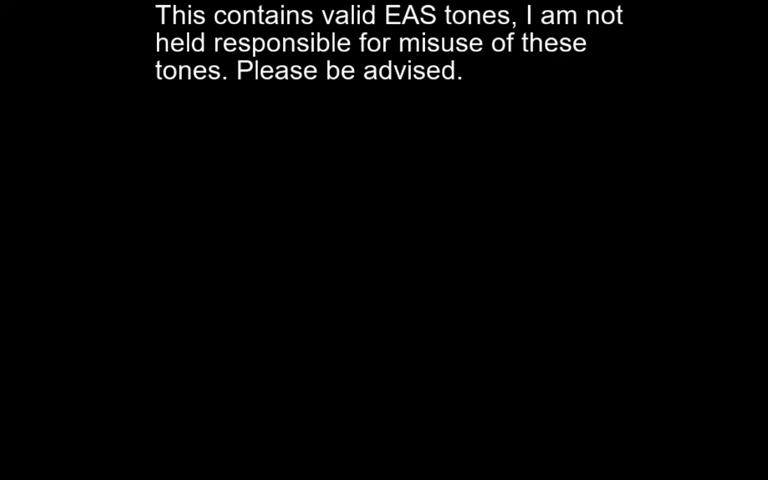 This contains valid EAS tones, I am not
held responsible for misuse of these
tones. Please be advised.